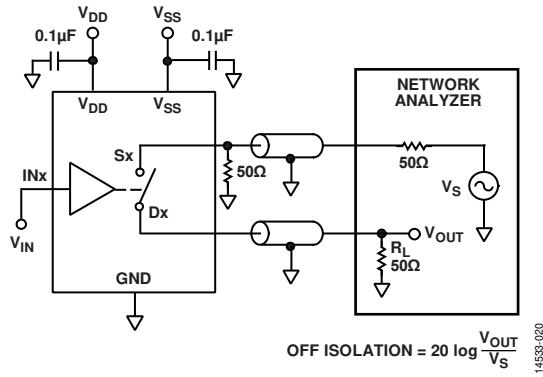 VDD
VSS
0.1µF
0.1µF
VDD
VSS
NETWORK
ANALYZER
Sx
50Ω
50Ω
INx
VS
Dx
VOUT
VIN
RL
50Ω
GND
OFF ISOLATION = 20 log VOUT/VS
14533-020